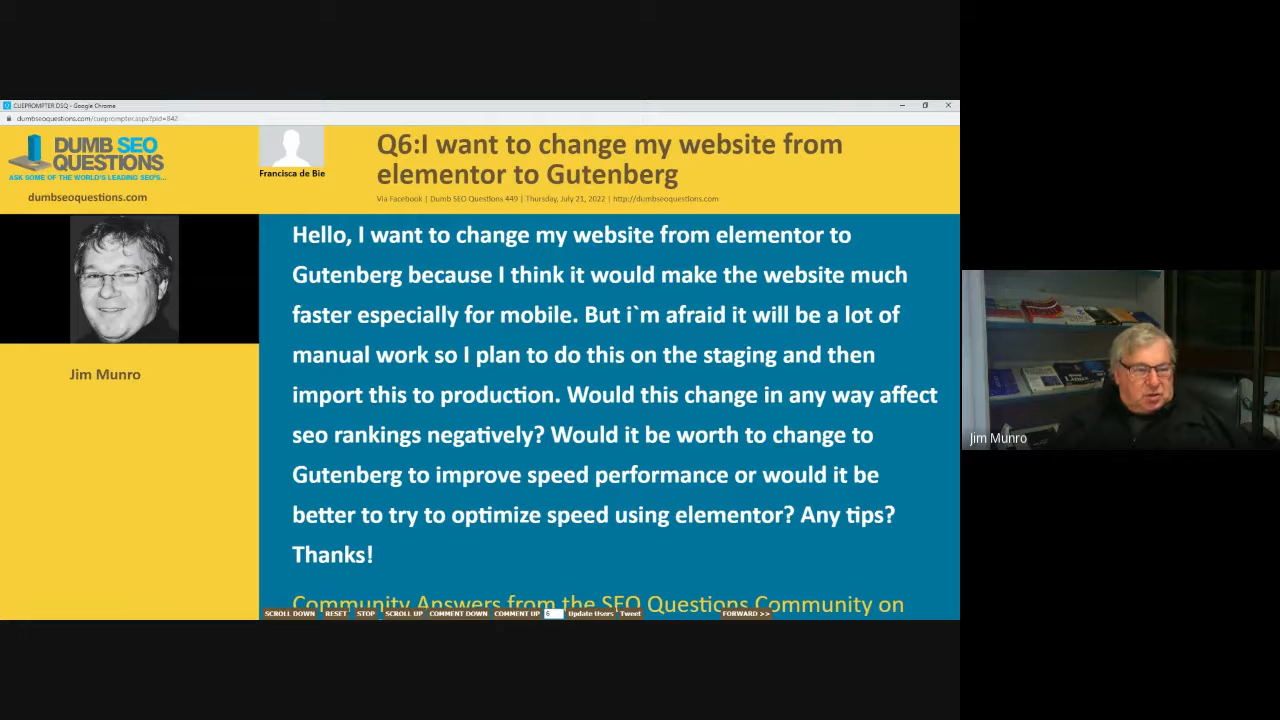 CUEPROMPTER DSQ - Google Chrome
dumbseoquestions.com/cueprompter.aspx?pid=842
DUMB SEO
QUESTIONS
ASK SOME OF THE WORLD'S LEADING SEO'S...
dumbseoquestions.com
Francisca de Bie
Q6:I want to change my website from
elementor to Gutenberg
Via Facebook | Dumb SEO Questions 449 | Thursday, July 21, 2022 | http://dumbseoquestions.com
Jim Munro
Hello, I want to change my website from elementor to
Gutenberg because I think it would make the website much
faster especially for mobile. But i`m afraid it will be a lot of
manual work so I plan to do this on the staging and then
import this to production. Would this change in any way affect
seo rankings negatively? Would it be worth to change to
Gutenberg to improve speed performance or would it be
better to try to optimize speed using elementor? Any tips?
Thanks!
Community Answers from the SEO Questions Community on
SCROLL DOWN RESET STOP SCROLL UP COMMENT DOWN COMMENT UP 6 Update Users Tweet FORWARD >>
Jim Munro